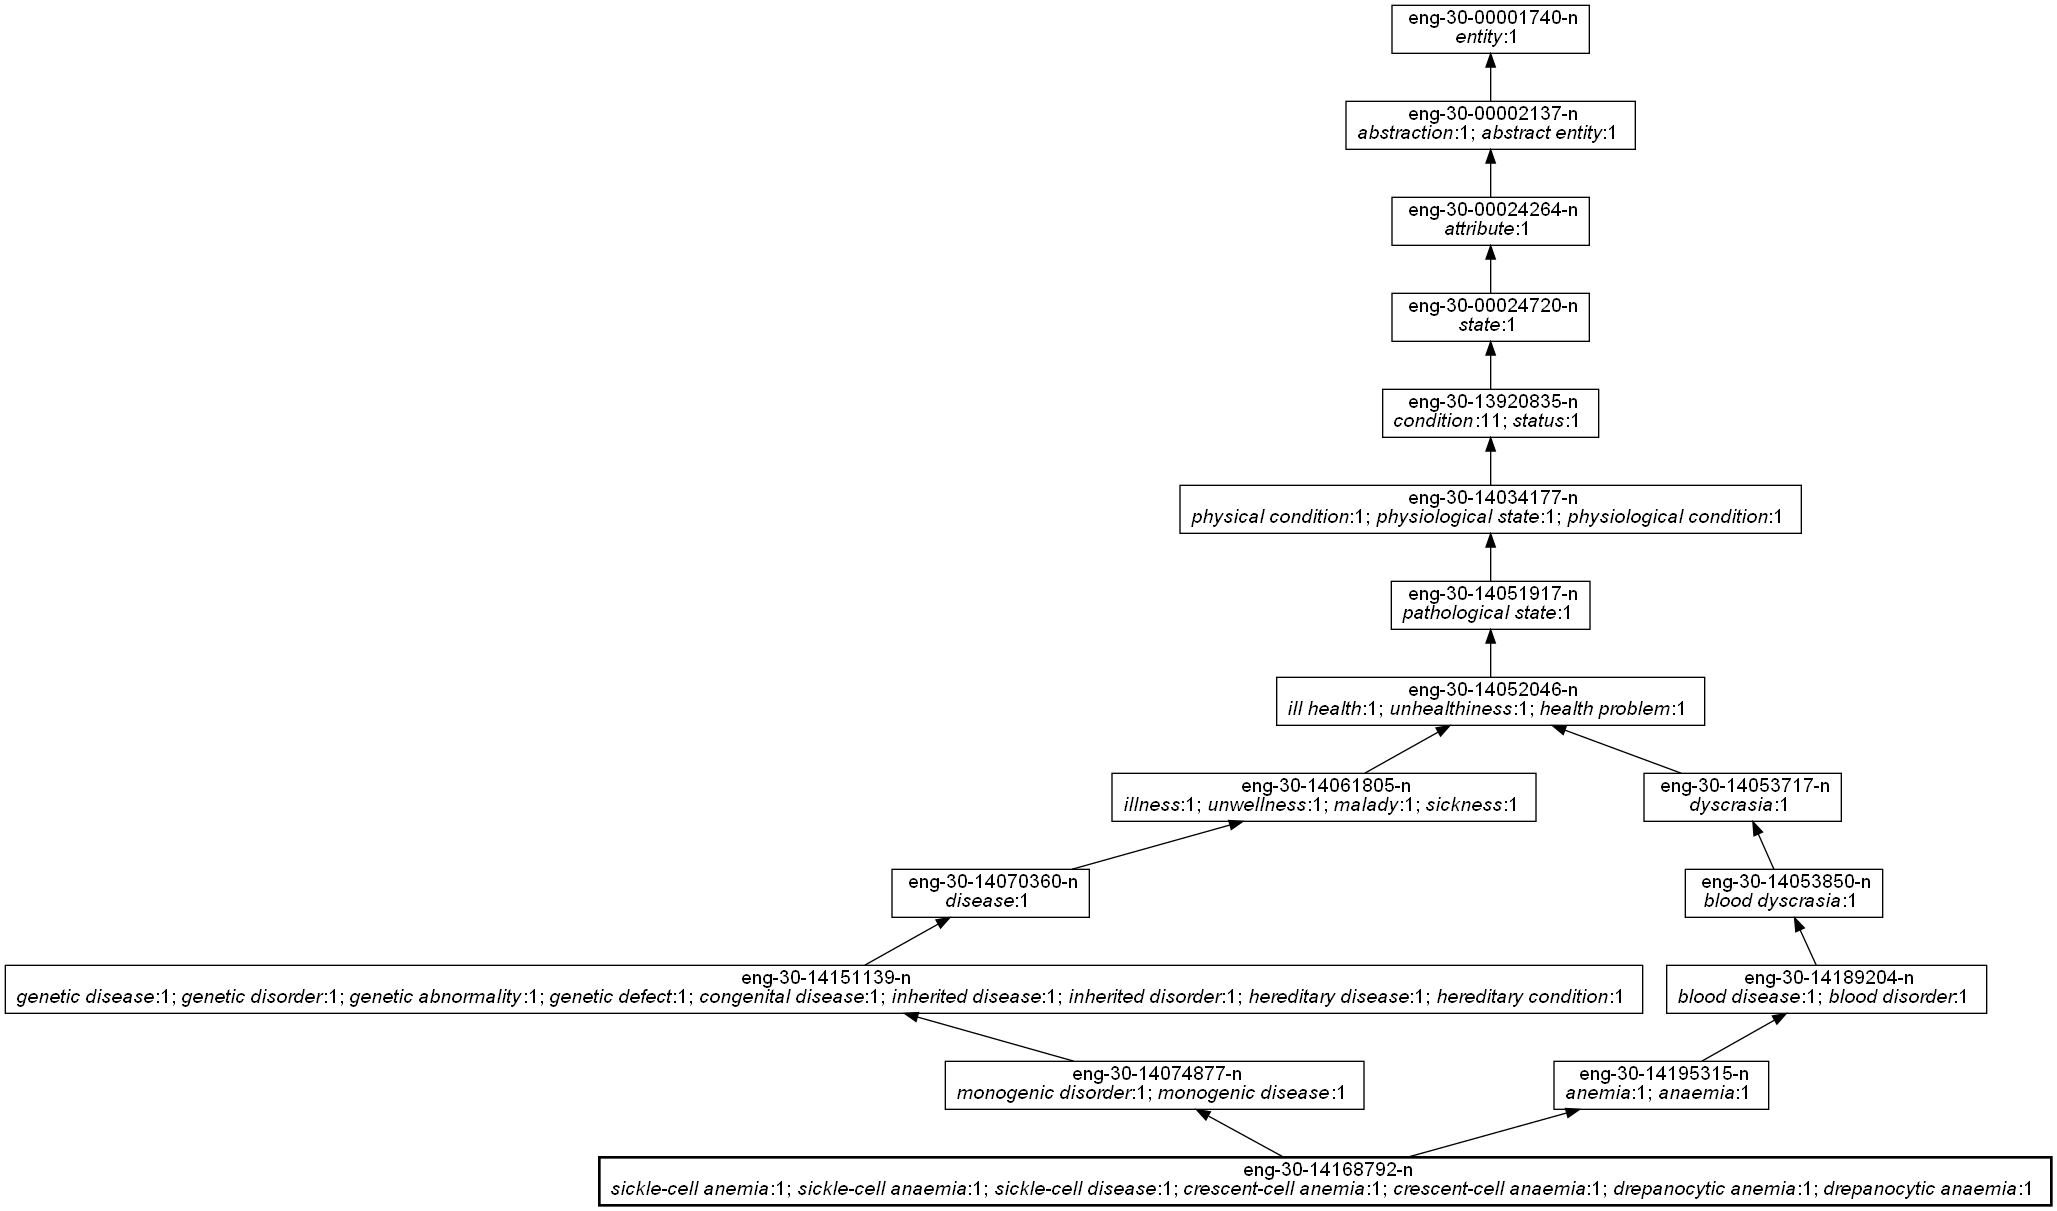 eng-30-00001740-n
entity:1
eng-30-00002137-n
abstraction:1; abstract entity:1
eng-30-00024264-n
attribute:1
eng-30-00024720-n
state:1
eng-30-13920835-n
condition:11; status:1
eng-30-14034177-n
physical condition:1; physiological state:1; physiological condition:1
eng-30-14051917-n
pathological state:1
eng-30-14052046-n
ill health:1; unhealthiness:1; health problem:1
eng-30-14061805-n
illness:1; unwellness:1; malady:1; sickness:1
eng-30-14053717-n
dyscrasia:1
eng-30-14070360-n
disease:1
eng-30-14053850-n
blood dyscrasia:1
eng-30-14151139-n
genetic disease:1; genetic disorder:1; genetic abnormality:1; genetic defect:1; congenital disease:1; inherited disease:1; inherited disorder:1; hereditary disease:1; hereditary condition:1
eng-30-14189204-n
blood disease:1; blood disorder:1
eng-30-14074877-n
monogenic disorder:1; monogenic disease:1
eng-30-14195315-n
anemia:1; anaemia:1
eng-30-14168792-n
sickle-cell anemia:1; sickle-cell anaemia:1; sickle-cell disease:1; crescent-cell anemia:1; crescent-cell anaemia:1; drepanocytic anemia:1; drepanocytic anaemia:1